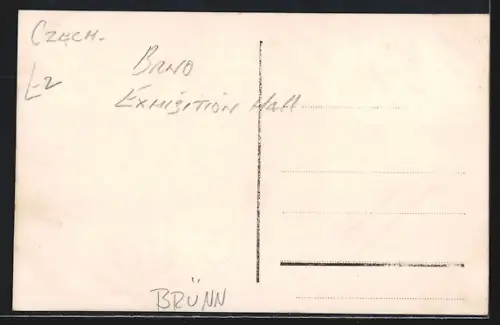 Czech.
£2
Brno
Exhibition Hall
BRÜNN